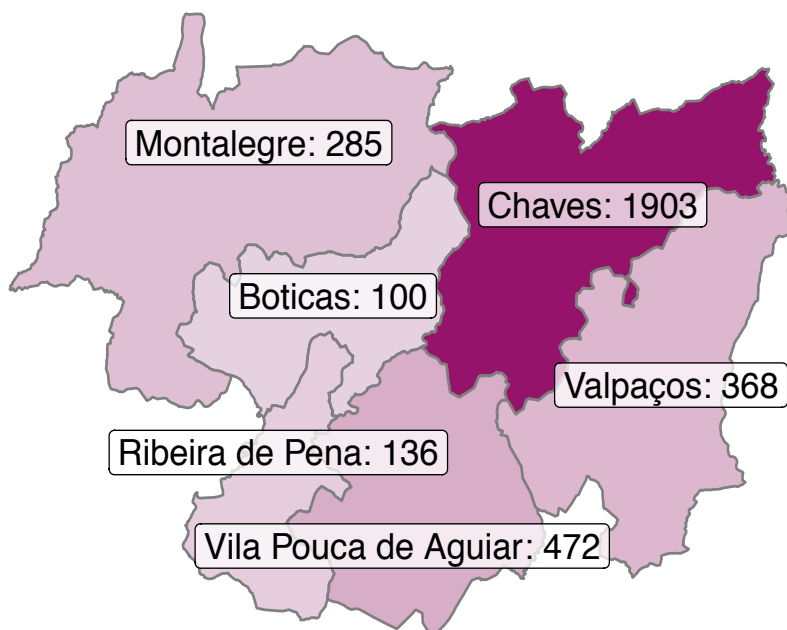 Montalegre: 285
Chaves: 1903
Boticas: 100
Valpaços: 368
Ribeira de Pena: 136
Vila Pouca de Aguiar: 472